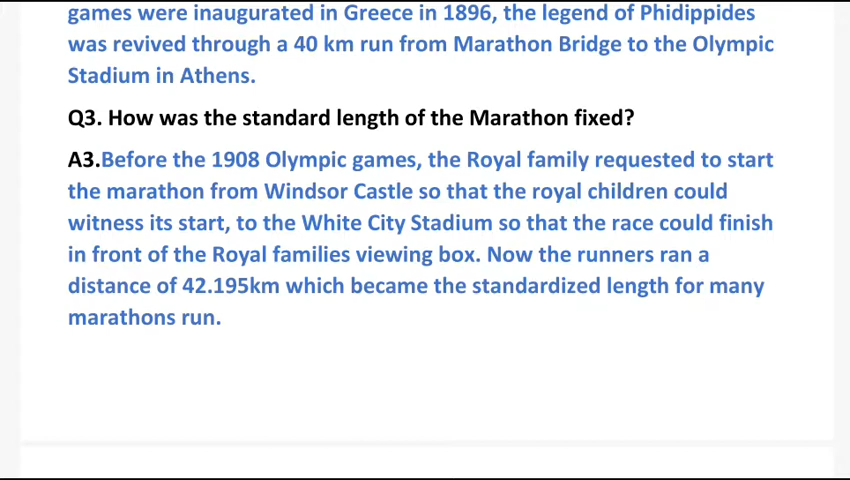 games were inaugurated in Greece in 1896, the legend of Phidippides
was revived through a 40 km run from Marathon Bridge to the Olympic
Stadium in Athens.
Q3. How was the standard length of the Marathon fixed?
A3.Before the 1908 Olympic games, the Royal family requested to start
the marathon from Windsor Castle so that the royal children could
witness its start, to the White City Stadium so that the race could finish
in front of the Royal families viewing box. Now the runners ran a
distance of 42.195km which became the standardized length for many
marathons run.